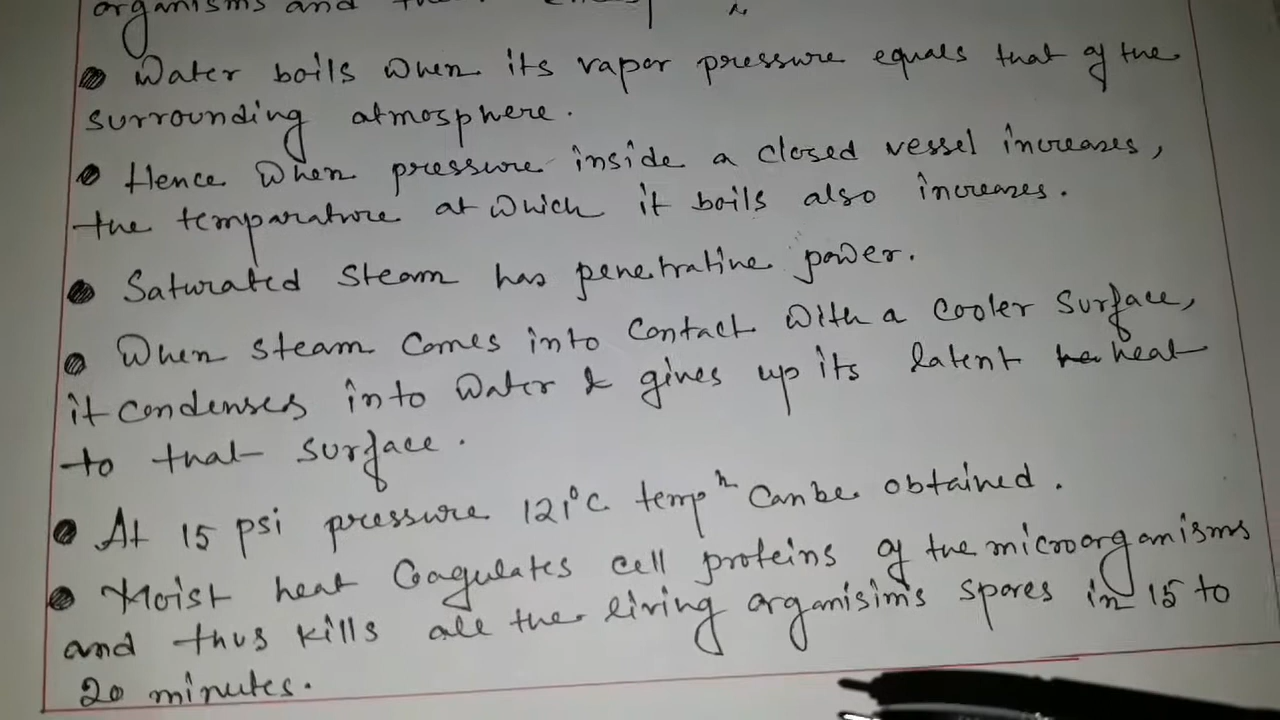 organisms and
• Water boils when its vapor pressure equals that of the
surrounding atmosphere.
• Hence when pressure inside a closed vessel increases,
the temparature at which it boils also increases.
• Saturated steam has penetrative power.
• When steam comes into contact with a cooler surface,
it condenses into water & gives up its latent heat
to that surface.
• At 15 psi pressure 121°C tempʳ can be obtained.
• Moist heat coagulates cell proteins of the microorganisms
and thus kills all the living organisims spores in 15 to
20 minutes.